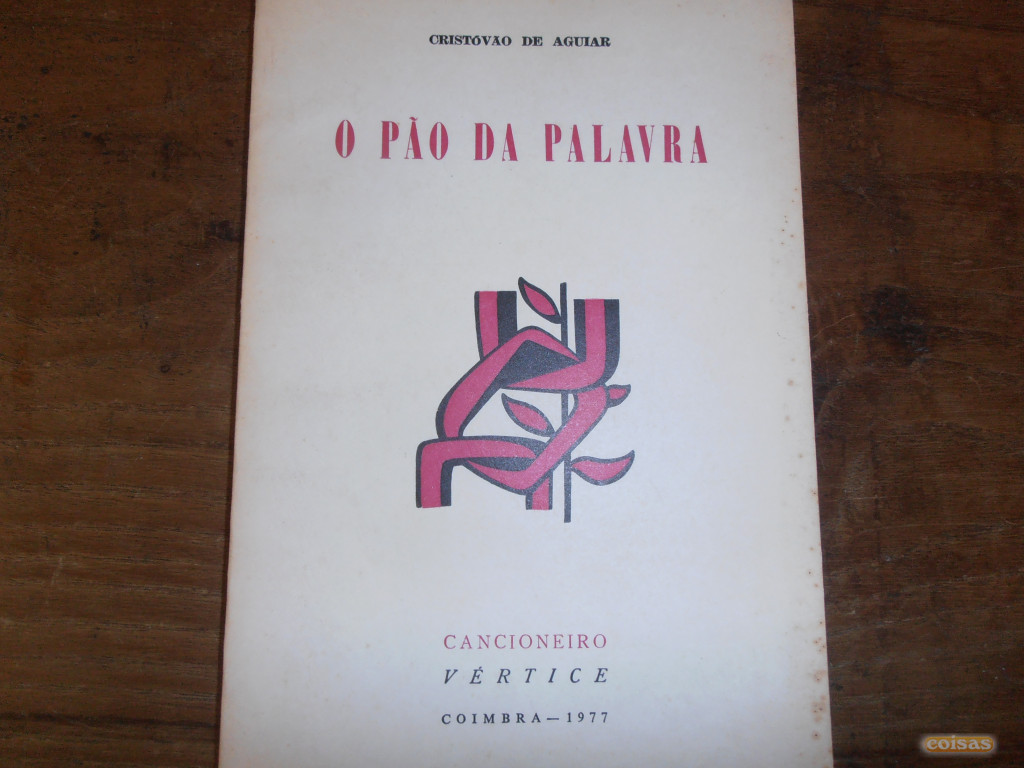 CRISTÓVÃO DE AGUIAR
O PÃO DA PALAVRA
CANCIONEIRO
VÉRTICE
COIMBRA — 1977
coisas